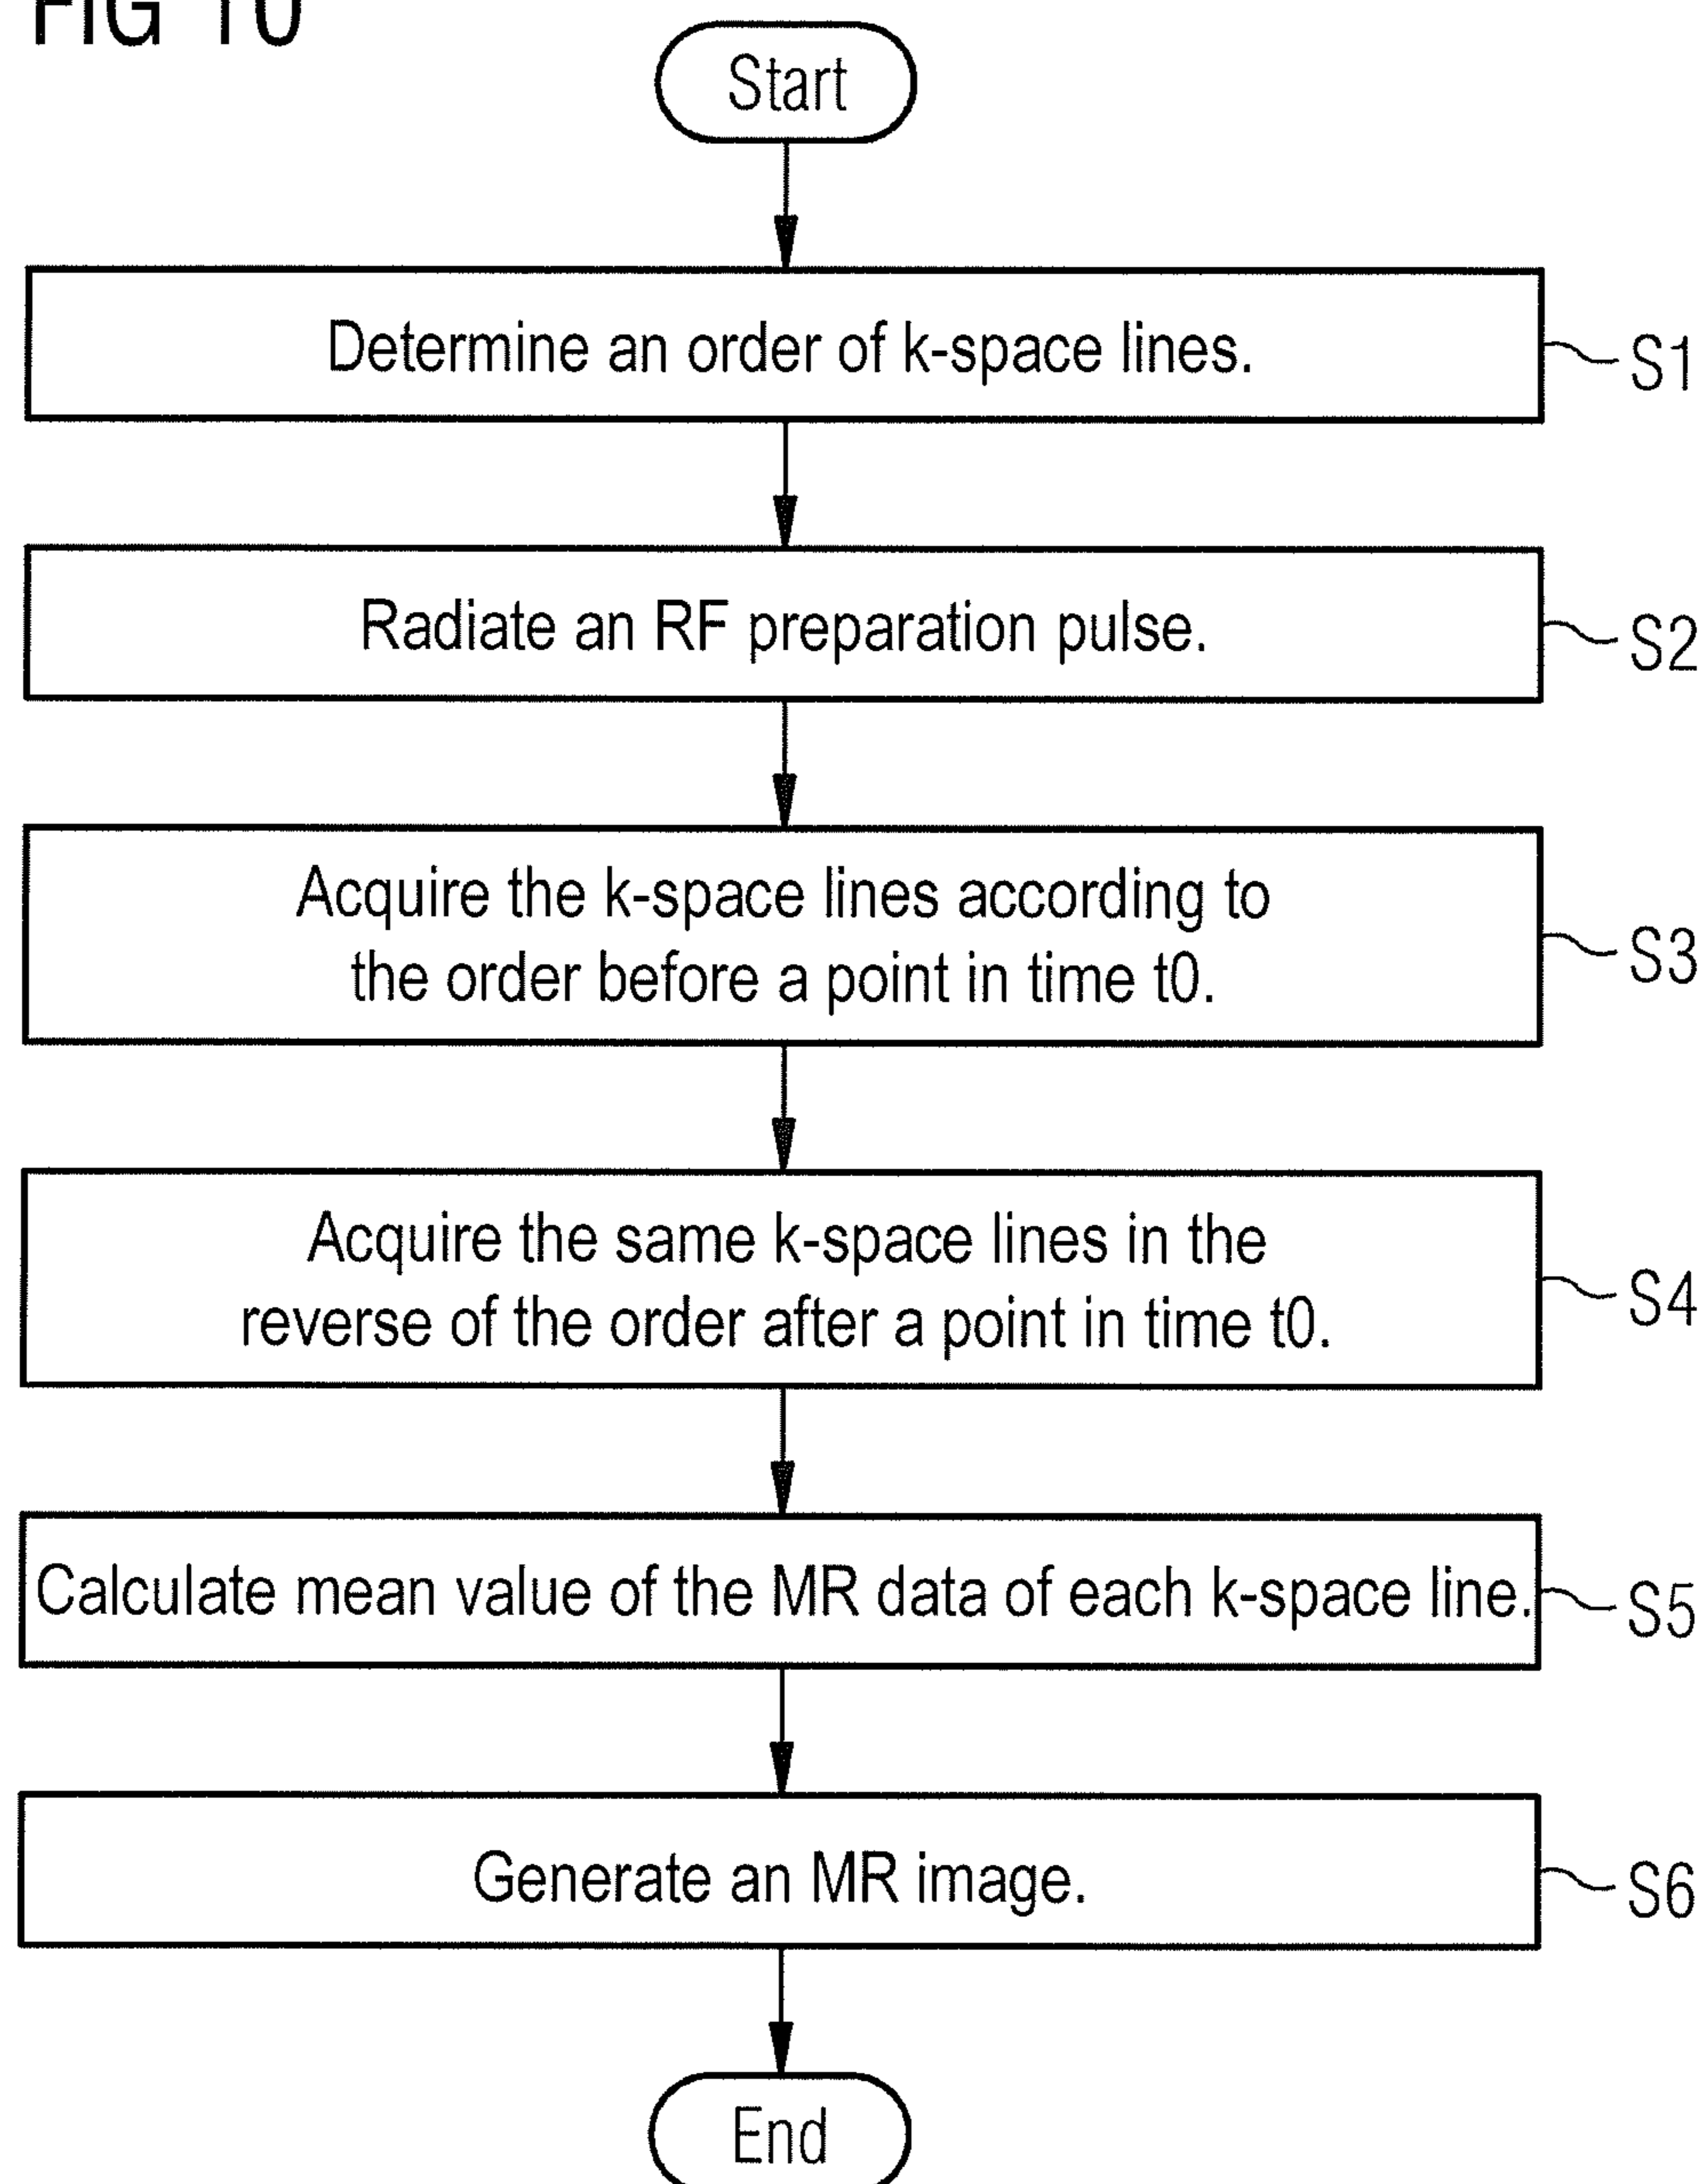 FIG 10
Start
Determine an order of k-space lines.
S1
Radiate an RF preparation pulse.
S2
Acquire the k-space lines according to
the order before a point in time t0.
S3
Acquire the same k-space lines in the
reverse of the order after a point in time t0.
S4
Calculate mean value of the MR data of each k-space line.
S5
Generate an MR image.
S6
End